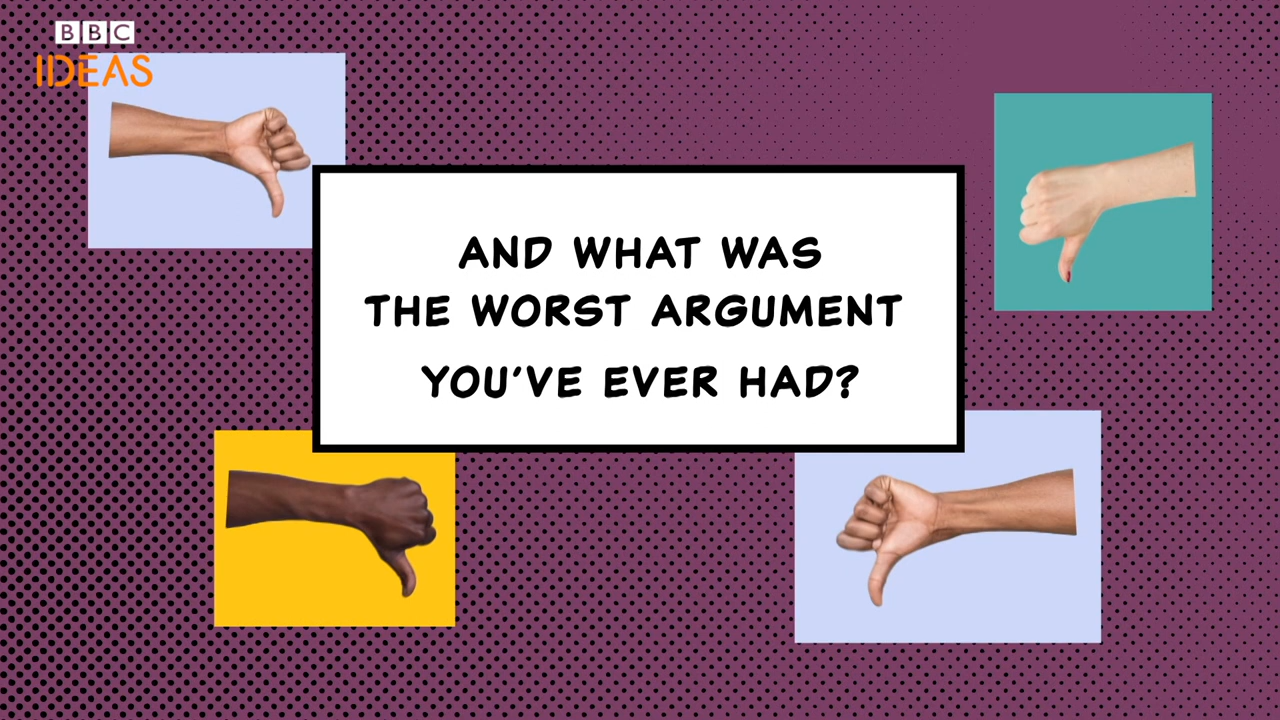 BBC
IDEAS
AND WHAT WAS
THE WORST ARGUMENT
YOU'VE EVER HAD?